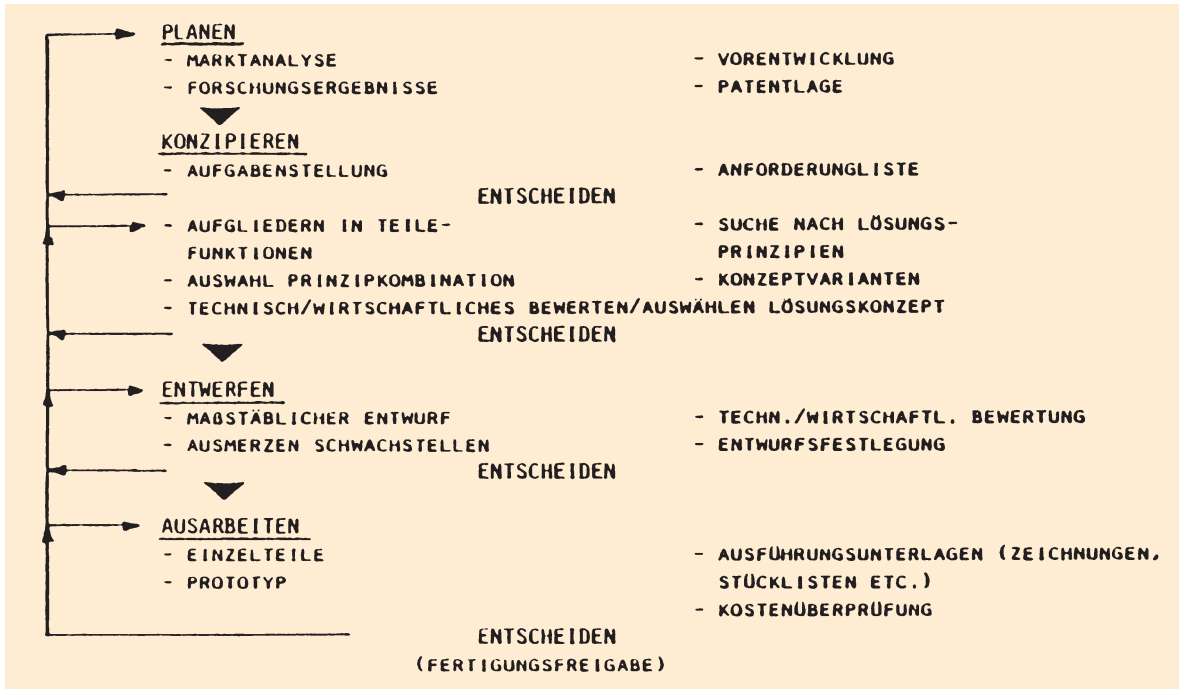 PLANEN
- MARKTANALYSE - VORENTWICKLUNG
- FORSCHUNGSERGEBNISSE - PATENTLAGE
KONZIPIEREN
- AUFGABENSTELLUNG - ANFORDERUNGLISTE
ENTSCHEIDEN
- AUFGLIEDERN IN TEILE- - SUCHE NACH LÖSUNGS-
FUNKTIONEN PRINZIPIEN
- AUSWAHL PRINZIPKOMBINATION - KONZEPTVARIANTEN
- TECHNISCH/WIRTSCHAFTLICHES BEWERTEN/AUSWÄHLEN LÖSUNGSKONZEPT
ENTSCHEIDEN
ENTWERFEN
- MAßSTÄBLICHER ENTWURF - TECHN./WIRTSCHAFTL. BEWERTUNG
- AUSMERZEN SCHWACHSTELLEN - ENTWURFSFESTLEGUNG
ENTSCHEIDEN
AUSARBEITEN
- EINZELTEILE - AUSFÜHRUNGSUNTERLAGEN (ZEICHNUNGEN,
- PROTOTYP STÜCKLISTEN ETC.)
- KOSTENÜBERPRÜFUNG
ENTSCHEIDEN
(FERTIGUNGSFREIGABE)